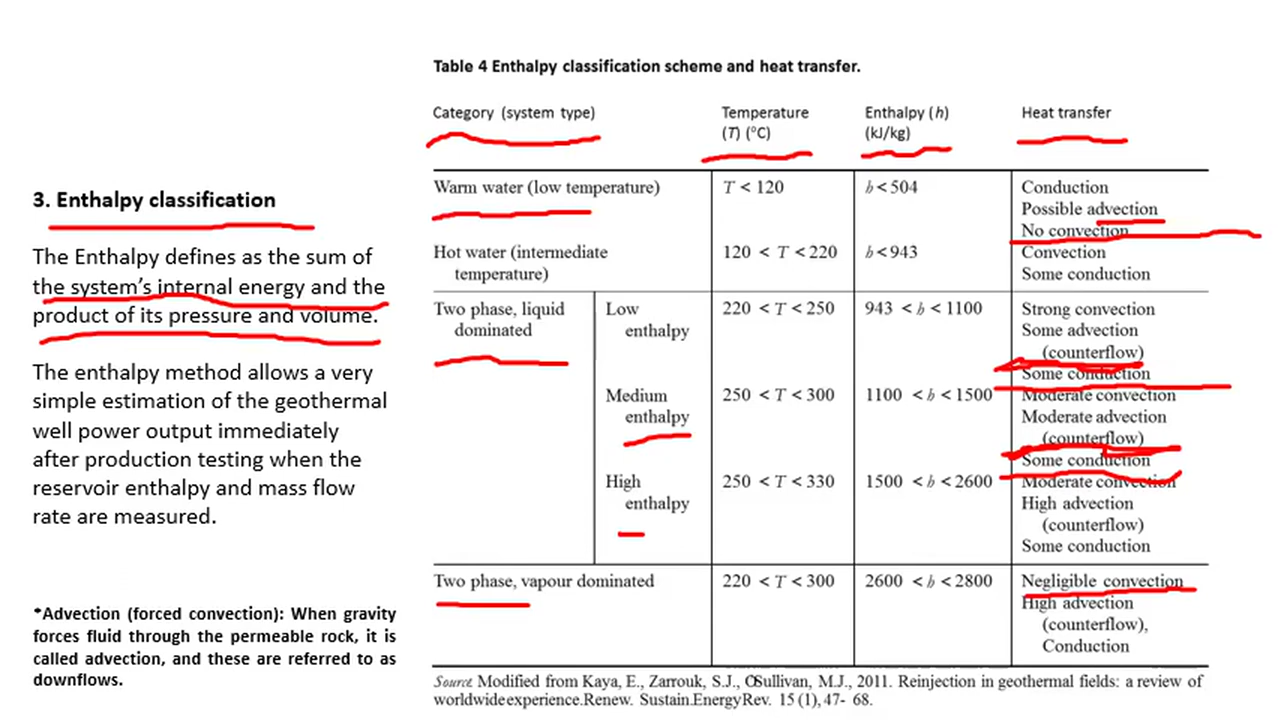 3. Enthalpy classification
The Enthalpy defines as the sum of
the system's internal energy and the
product of its pressure and volume.
The enthalpy method allows a very
simple estimation of the geothermal
well power output immediately
after production testing when the
reservoir enthalpy and mass flow
rate are measured.
*Advection (forced convection): When gravity
forces fluid through the permeable rock, it is
called advection, and these are referred to as
downflows.
Table 4 Enthalpy classification scheme and heat transfer.
Category (system type) Temperature Enthalpy (h) Heat transfer
(T) (°C) (kJ/kg)
Warm water (low temperature) T < 120 h < 504 Conduction
Possible advection
No convection
Hot water (intermediate 120 < T < 220 h < 943 Convection
temperature) Some conduction
Two phase, liquid Low 220 < T < 250 943 < h < 1100 Strong convection
dominated enthalpy Some advection
(counterflow)
Some conduction
Medium 250 < T < 300 1100 < h < 1500 Moderate convection
enthalpy Moderate advection
(counterflow)
Some conduction
High 250 < T < 330 1500 < h < 2600 Moderate convection
enthalpy High advection
(counterflow)
Some conduction
Two phase, vapour dominated 220 < T < 300 2600 < h < 2800 Negligible convection
High advection
(counterflow),
Conduction
Source: Modified from Kaya, E., Zarrouk, S.J., O'Sullivan, M.J., 2011. Reinjection in geothermal fields: a review of
worldwide experience. Renew. Sustain. Energy Rev. 15 (1), 47- 68.